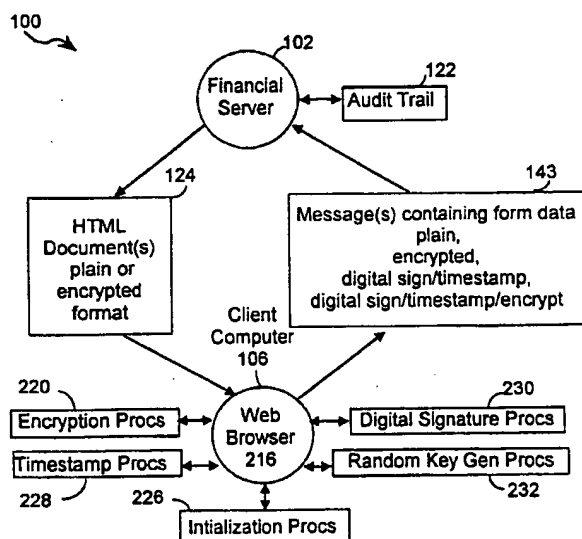 100
102
Financial
Server
122
Audit Trail
124
HTML
Document(s)
plain or
encrypted
format
143
Message(s) containing form data
plain,
encrypted,
digital sign/timestamp,
digital sign/timestamp/encrypt
Client
Computer
106
Web
Browser
216
220
Encryption Procs
230
Digital Signature Procs
Timestamp Procs
228
Random Key Gen Procs
232
226
Intialization Procs